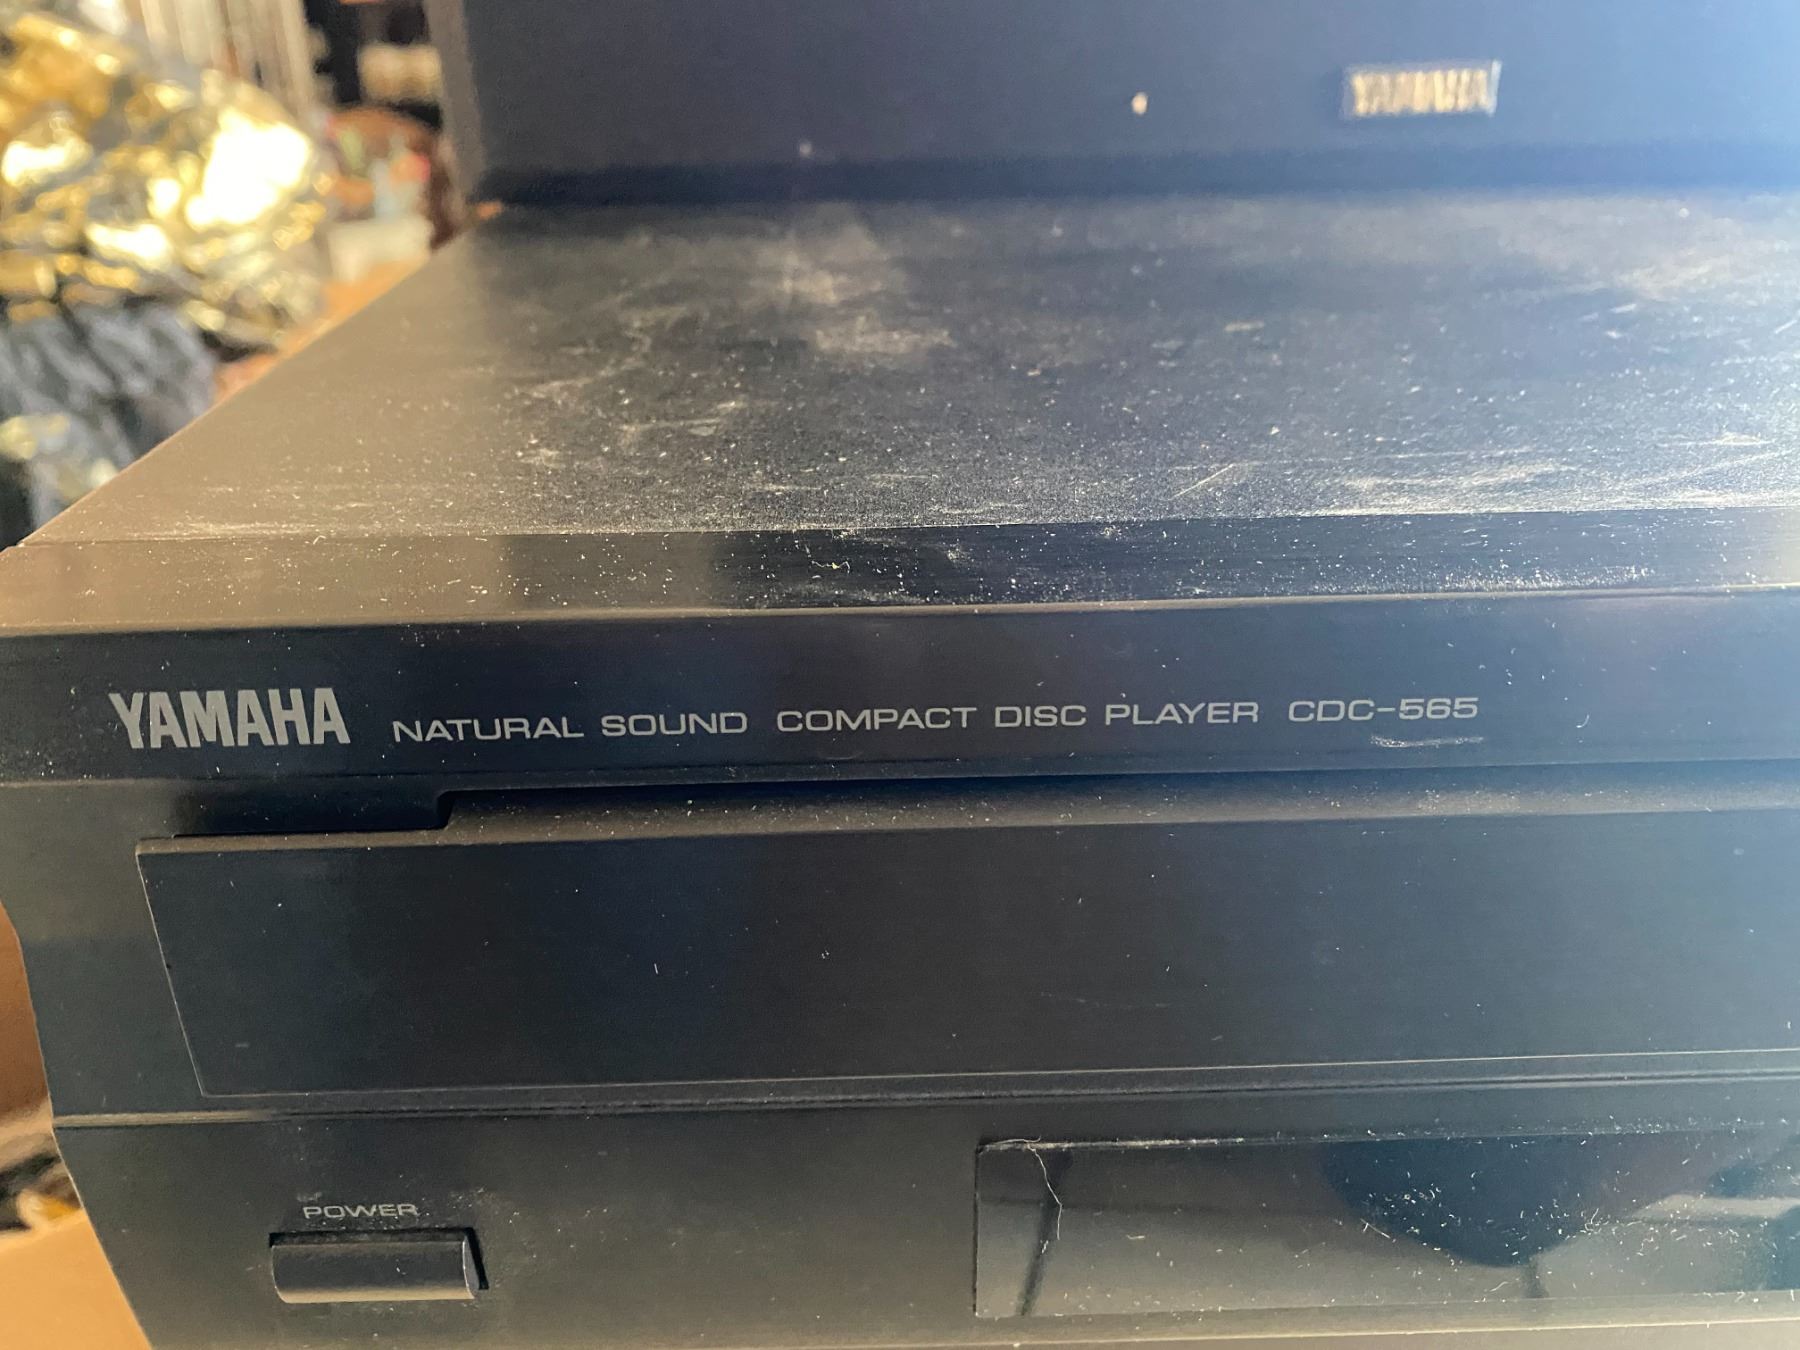 YAMAHA
YAMAHA NATURAL SOUND COMPACT DISC PLAYER CDC-565
POWER